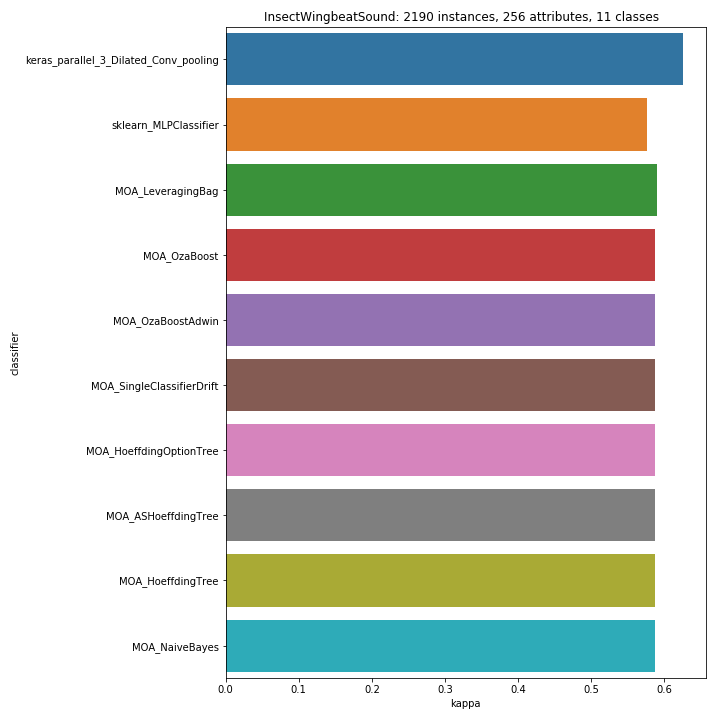 InsectWingbeatSound: 2190 instances, 256 attributes, 11 classes
classifier
keras_parallel_3_Dilated_Conv_pooling
sklearn_MLPClassifier
MOA_LeveragingBag
MOA_OzaBoost
MOA_OzaBoostAdwin
MOA_SingleClassifierDrift
MOA_HoeffdingOptionTree
MOA_ASHoeffdingTree
MOA_HoeffdingTree
MOA_NaiveBayes
0.0 0.1 0.2 0.3 0.4 0.5 0.6
kappa